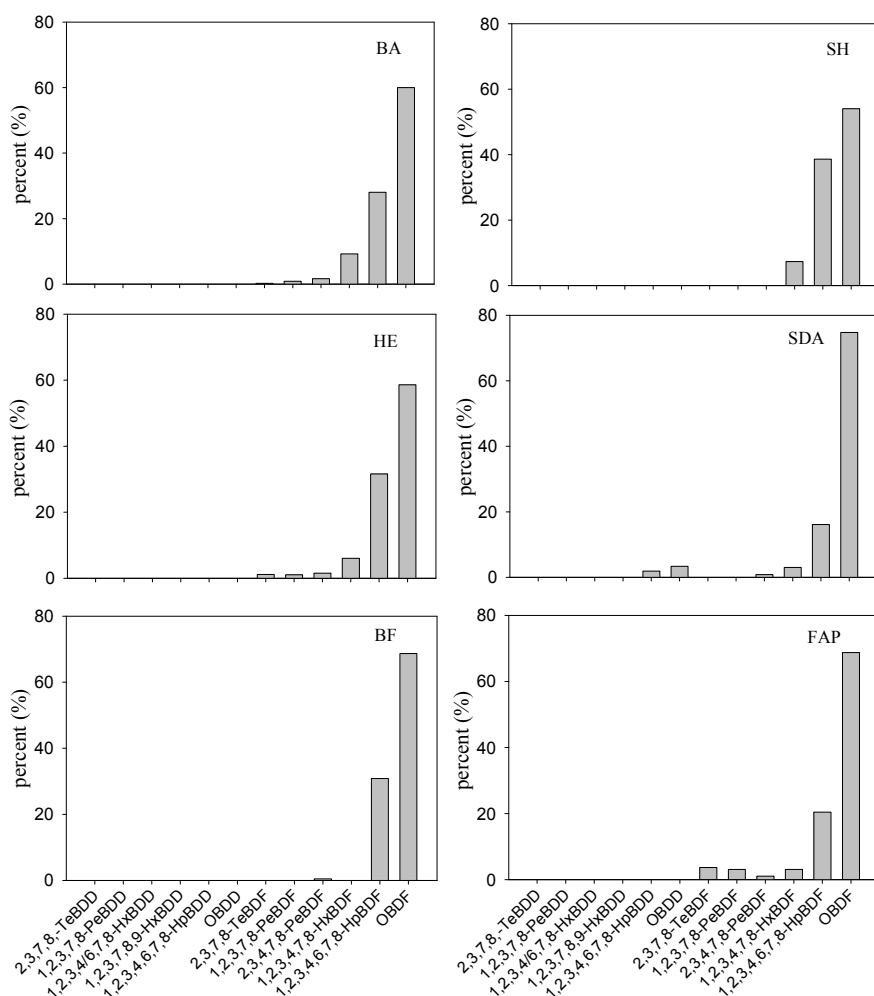 80
60
40
20
0
percent (%)
BA
80
60
40
20
0
percent (%)
SH
80
60
40
20
0
percent (%)
HE
80
60
40
20
0
percent (%)
SDA
80
60
40
20
0
percent (%)
BF
80
60
40
20
0
percent (%)
FAP
2,3,7,8,-TeBDD
1,2,3,7,8-PeBDD
1,2,3,4/6,7,8-HxBDD
1,2,3,7,8,9-HxBDD
1,2,3,4,6,7,8-HpBDD
OBDD
2,3,7,8-TeBDF
1,2,3,7,8-PeBDF
2,3,4,7,8-PeBDF
1,2,3,4,7,8-HxBDF
1,2,3,4,6,7,8-HpBDF
OBDF
2,3,7,8,-TeBDD
1,2,3,7,8-PeBDD
1,2,3,4/6,7,8-HxBDD
1,2,3,7,8,9-HxBDD
1,2,3,4,6,7,8-HpBDD
OBDD
2,3,7,8-TeBDF
1,2,3,7,8-PeBDF
2,3,4,7,8-PeBDF
1,2,3,4,7,8-HxBDF
1,2,3,4,6,7,8-HpBDF
OBDF